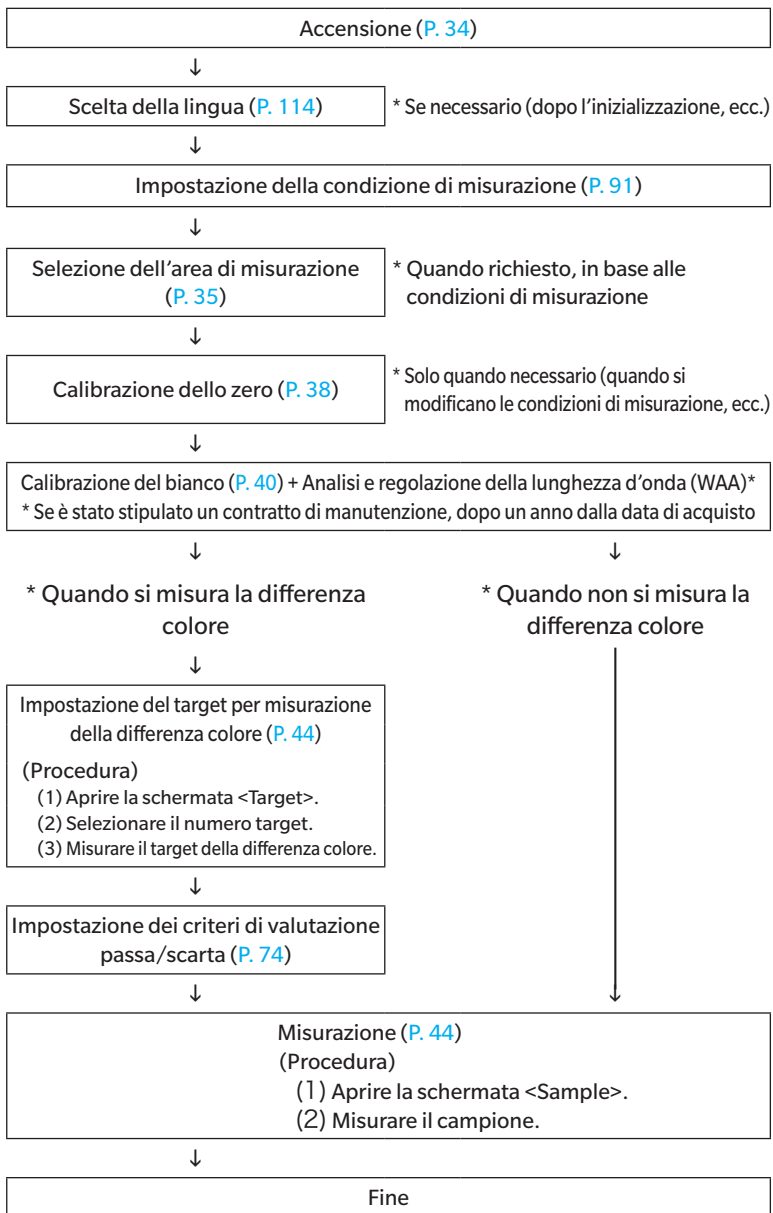 Accensione (P. 34)
↓
Scelta della lingua (P. 114)
* Se necessario (dopo l'inizializzazione, ecc.)
↓
Impostazione della condizione di misurazione (P. 91)
↓
Selezione dell'area di misurazione
(P. 35)
* Quando richiesto, in base alle
condizioni di misurazione
↓
Calibrazione dello zero (P. 38)
* Solo quando necessario (quando si
modificano le condizioni di misurazione, ecc.)
↓
Calibrazione del bianco (P. 40) + Analisi e regolazione della lunghezza d'onda (WAA)*
* Se è stato stipulato un contratto di manutenzione, dopo un anno dalla data di acquisto
↓
↓
* Quando si misura la differenza
colore
* Quando non si misura la
differenza colore
↓
Impostazione del target per misurazione
della differenza colore (P. 44)
(Procedura)
(1) Aprire la schermata <Target>.
(2) Selezionare il numero target.
(3) Misurare il target della differenza colore.
↓
Impostazione dei criteri di valutazione
passa/scarta (P. 74)
↓
↓
Misurazione (P. 44)
(Procedura)
(1) Aprire la schermata <Sample>.
(2) Misurare il campione.
↓
Fine